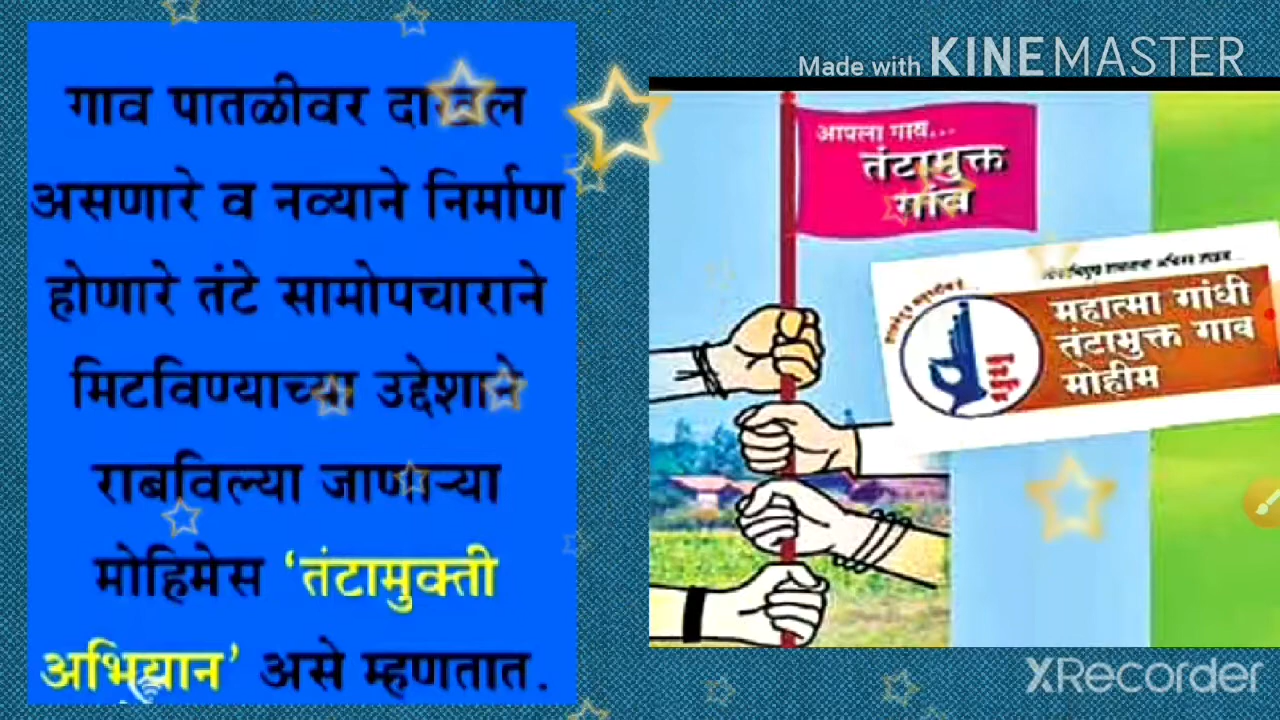 गाव पातळीवर दाखल
असणारे व नव्याने निर्माण
होणारे तंटे सामोपचाराने
मिटविण्याच्या उद्देशाने
राबविल्या जाणाऱ्या
मोहिमेस ‘तंटामुक्ती
अभियान’ असे म्हणतात.
Made with KINEMASTER
आपला गाव...
तंटामुक्त
गांव
महात्मा गांधी
तंटामुक्त गाव
मोहीम
XRecorder